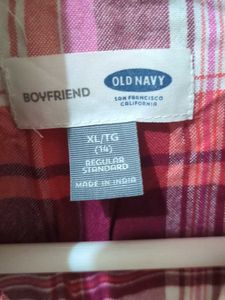 BOYFRIEND
OLD NAVY
SAN FRANCISCO
CALIFORNIA
XL/TG
(14)
REGULAR
STANDARD
MADE IN INDIA